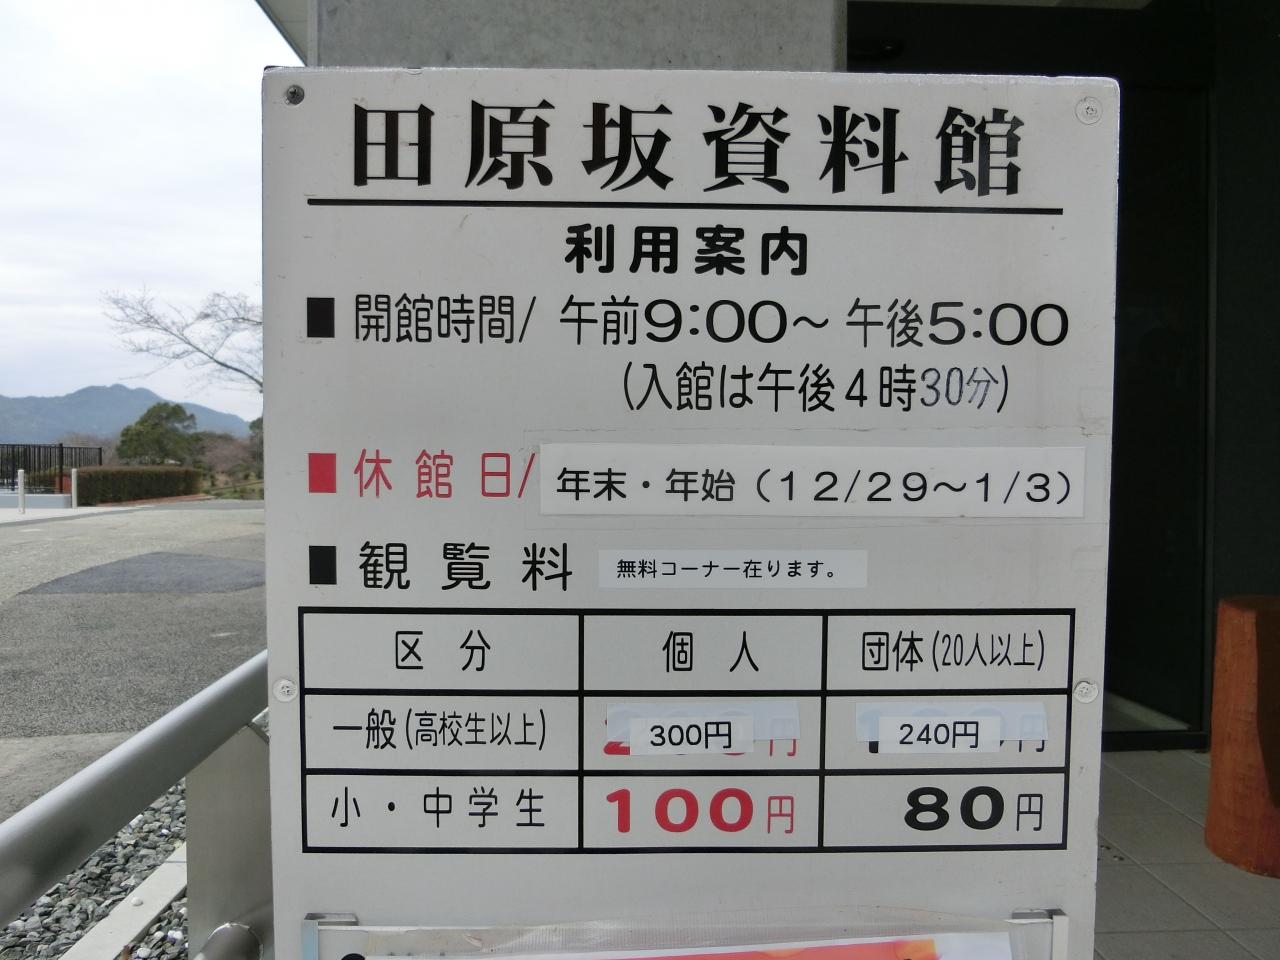 田原坂資料館
利用案内
■ 開館時間/ 午前9:00〜午後5:00
(入館は午後4時30分)
■ 休館日/ 年末・年始（12/29〜1/3）
■ 観覧料 無料コーナー在ります。
区分 個人 団体(20人以上)
一般(高校生以上) 300円 240円
小・中学生 100円 80円